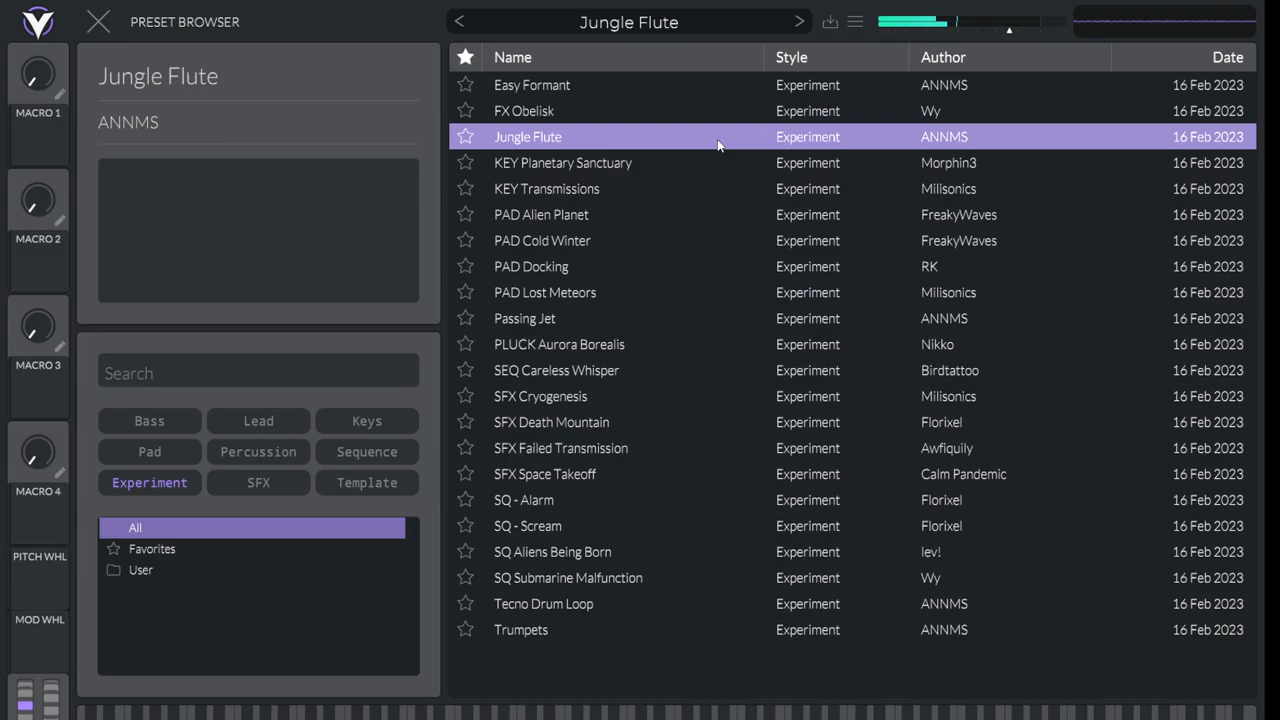 PRESET BROWSER
Jungle Flute
MACRO 1
MACRO 2
MACRO 3
MACRO 4
PITCH WHL
MOD WHL
Jungle Flute
ANNMS
Search
Bass Lead Keys
Pad Percussion Sequence
Experiment SFX Template
All
Favorites
User
Name Style Author Date
Easy Formant Experiment ANNMS 16 Feb 2023
FX Obelisk Experiment Wy 16 Feb 2023
Jungle Flute Experiment ANNMS 16 Feb 2023
KEY Planetary Sanctuary Experiment Morphin3 16 Feb 2023
KEY Transmissions Experiment Milisonics 16 Feb 2023
PAD Alien Planet Experiment FreakyWaves 16 Feb 2023
PAD Cold Winter Experiment FreakyWaves 16 Feb 2023
PAD Docking Experiment RK 16 Feb 2023
PAD Lost Meteors Experiment Milisonics 16 Feb 2023
Passing Jet Experiment ANNMS 16 Feb 2023
PLUCK Aurora Borealis Experiment Nikko 16 Feb 2023
SEQ Careless Whisper Experiment Birdtattoo 16 Feb 2023
SFX Cryogenesis Experiment Milisonics 16 Feb 2023
SFX Death Mountain Experiment Florixel 16 Feb 2023
SFX Failed Transmission Experiment Awfiquily 16 Feb 2023
SFX Space Takeoff Experiment Calm Pandemic 16 Feb 2023
SQ - Alarm Experiment Florixel 16 Feb 2023
SQ - Scream Experiment Florixel 16 Feb 2023
SQ Aliens Being Born Experiment lev! 16 Feb 2023
SQ Submarine Malfunction Experiment Wy 16 Feb 2023
Tecno Drum Loop Experiment ANNMS 16 Feb 2023
Trumpets Experiment ANNMS 16 Feb 2023